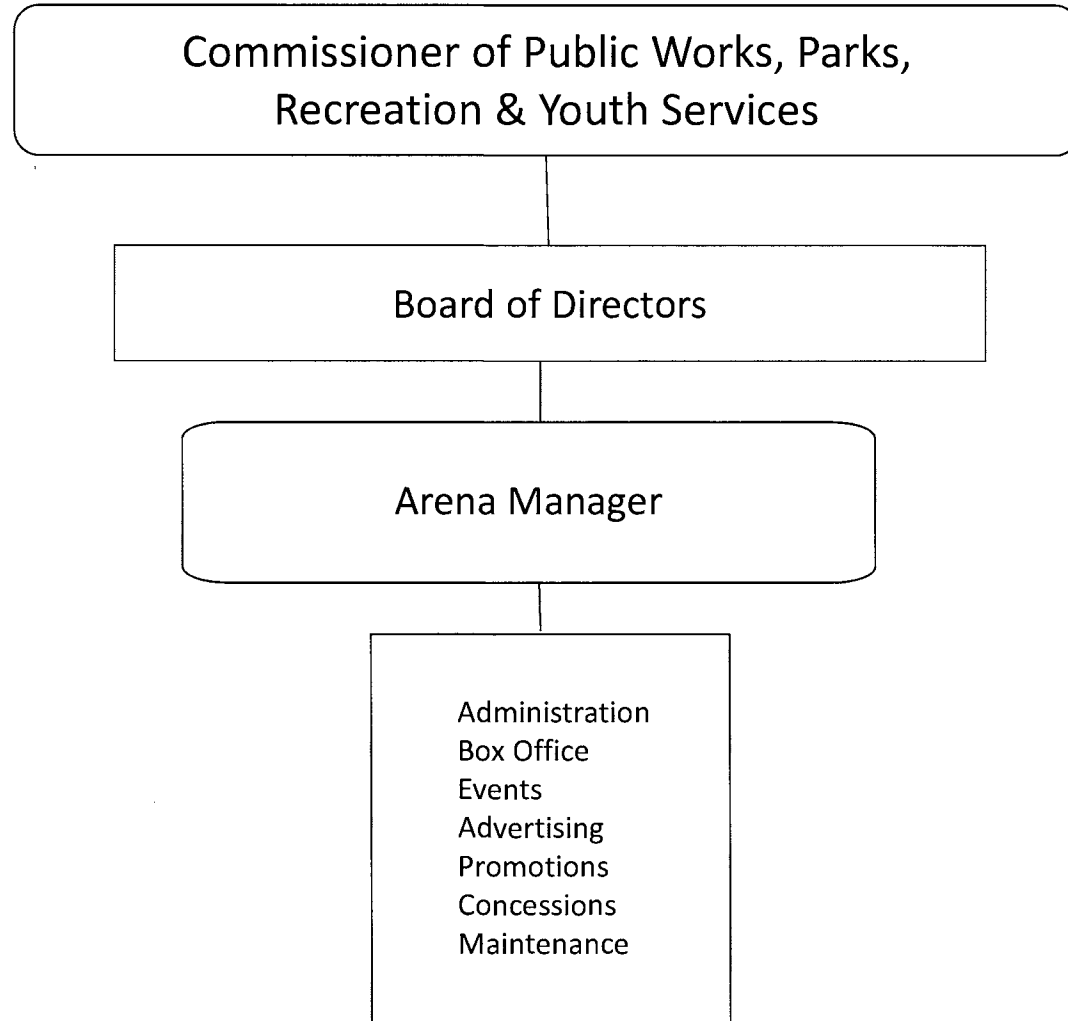 Commissioner of Public Works, Parks,
Recreation & Youth Services
Board of Directors
Arena Manager
Administration
Box Office
Events
Advertising
Promotions
Concessions
Maintenance